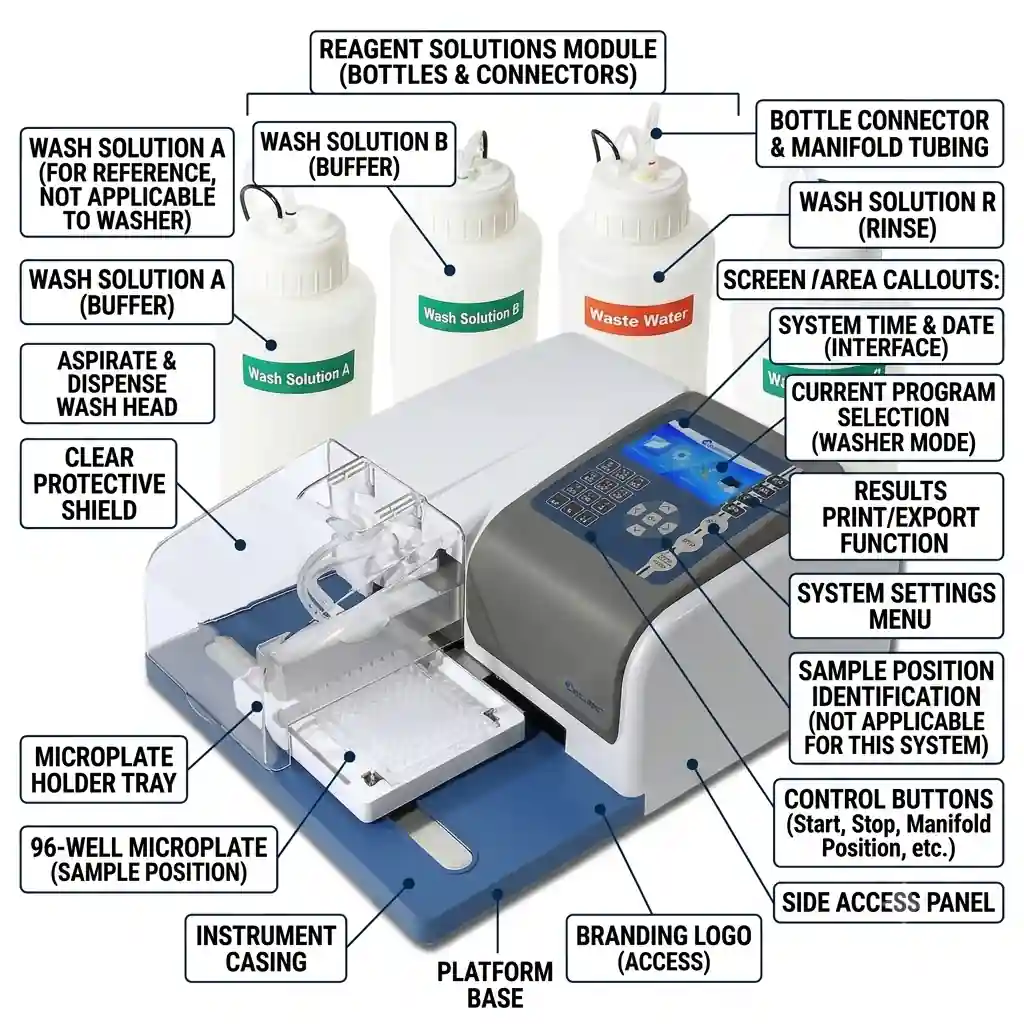 REAGENT SOLUTIONS MODULE
(BOTTLES & CONNECTORS)
WASH SOLUTION A
(FOR REFERENCE,
NOT APPLICABLE
TO WASHER)
WASH SOLUTION B
(BUFFER)
BOTTLE CONNECTOR
& MANIFOLD TUBING
WASH SOLUTION R
(RINSE)
WASH SOLUTION A
(BUFFER)
SCREEN /AREA CALLOUTS:
Wash Solution B
Waste Water
SYSTEM TIME & DATE
(INTERFACE)
ASPIRATE &
DISPENSE
WASH HEAD
Wash Solution A
CURRENT PROGRAM
SELECTION
(WASHER MODE)
CLEAR
PROTECTIVE
SHIELD
RESULTS
PRINT/EXPORT
FUNCTION
SYSTEM SETTINGS
MENU
SAMPLE POSITION
IDENTIFICATION
(NOT APPLICABLE
FOR THIS SYSTEM)
MICROPLATE
HOLDER TRAY
CONTROL BUTTONS
(Start, Stop, Manifold
Position, etc.)
96-WELL MICROPLATE
(SAMPLE POSITION)
SIDE ACCESS PANEL
INSTRUMENT
CASING
PLATFORM
BASE
BRANDING LOGO
(ACCESS)